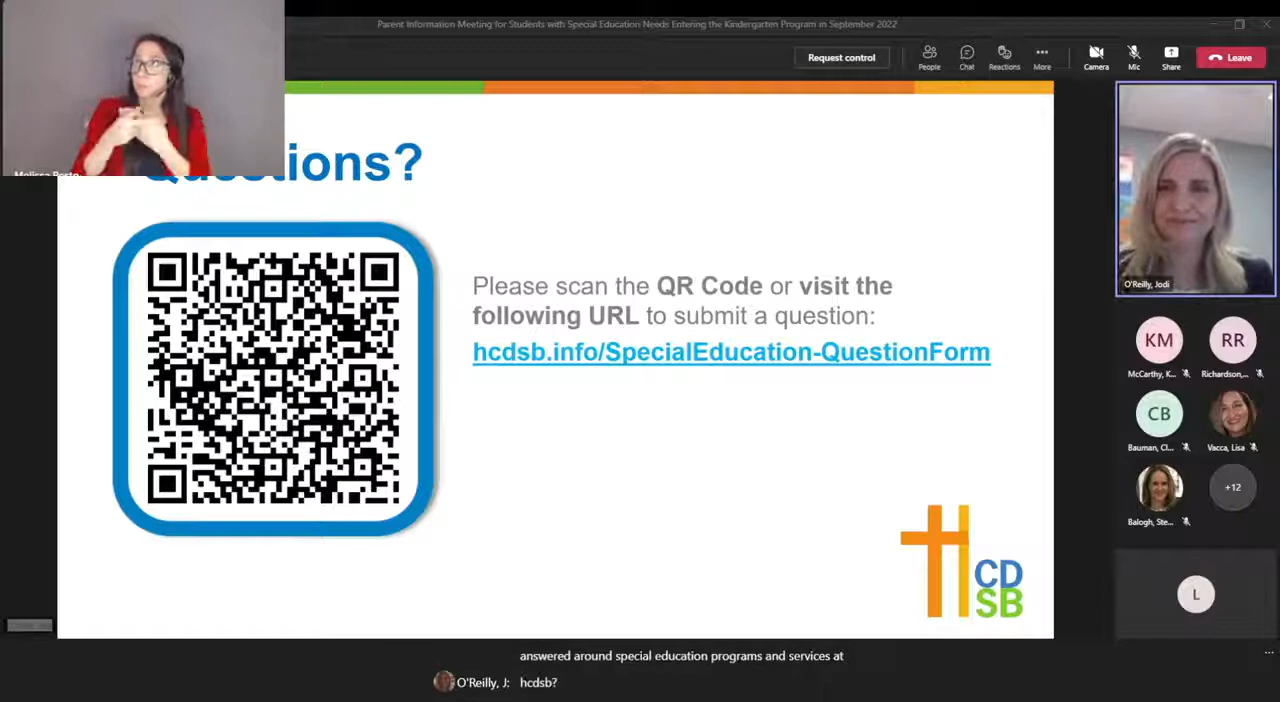 Parent Information Meeting for Students with Special Education Needs Entering the Kindergarten Program in September 2022
Request control
People
Chat
Reactions
More
Camera
Mic
Share
Leave
Questions?
Please scan the QR Code or visit the
following URL to submit a question:
hcdsb.info/SpecialEducation-QuestionForm
H CD
SB
O'Reilly, Jodi
KM
RR
McCarthy, K...
Richardson,...
CB
Bauman, Cl...
Vacca, Lisa
Balogh, Ste...
+12
L
answered around special education programs and services at
O'Reilly, J: hcdsb?